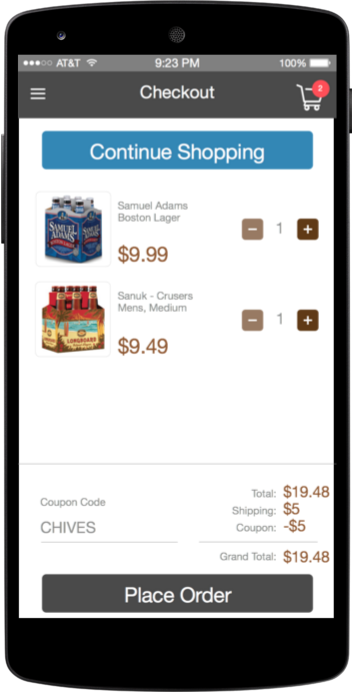 AT&T 9:23 PM 100%
Checkout
2
Continue Shopping
Samuel Adams
Boston Lager
$9.99
1
SAMUEL
ADAMS
Sanuk - Crusers
Mens, Medium
$9.49
1
LONGBOARD
Coupon Code
CHIVES
Total: $19.48
Shipping: $5
Coupon: -$5
Grand Total: $19.48
Place Order